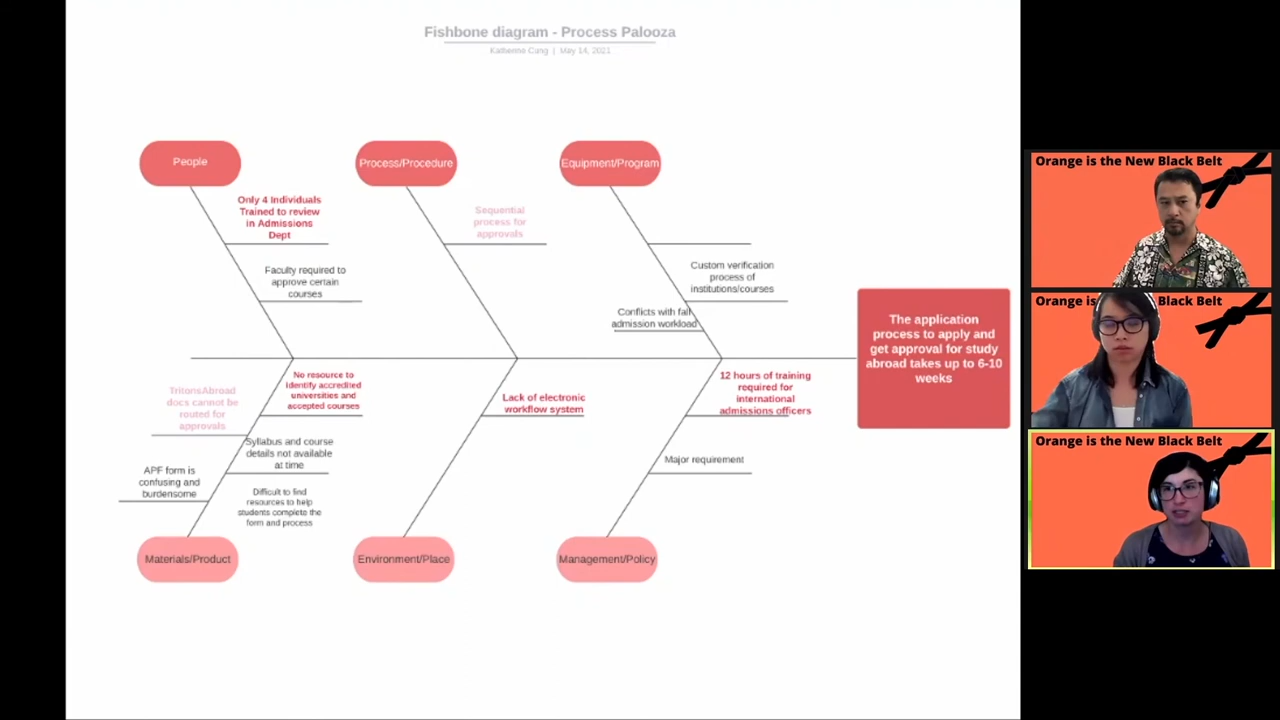 Fishbone diagram - Process Palooza
Katherine Cung | May 14, 2021
People
Process/Procedure
Equipment/Program
Only 4 Individuals
Trained to review
in Admissions
Dept
Faculty required to
approve certain
courses
Sequential
process for
approvals
Custom verification
process of
institutions/courses
Conflicts with fall
admission workload
The application
process to apply and
get approval for study
abroad takes up to 6-10
weeks
TritonsAbroad
docs cannot be
routed for
approvals
No resource to
identify accredited
universities and
accepted courses
Syllabus and course
details not available
at time
APF form is
confusing and
burdensome
Difficult to find
resources to help
students complete the
form and process
Lack of electronic
workflow system
12 hours of training
required for
international
admissions officers
Major requirement
Materials/Product
Environment/Place
Management/Policy
Orange is the New Black Belt
Orange is Black Belt
Orange is the New Black Belt